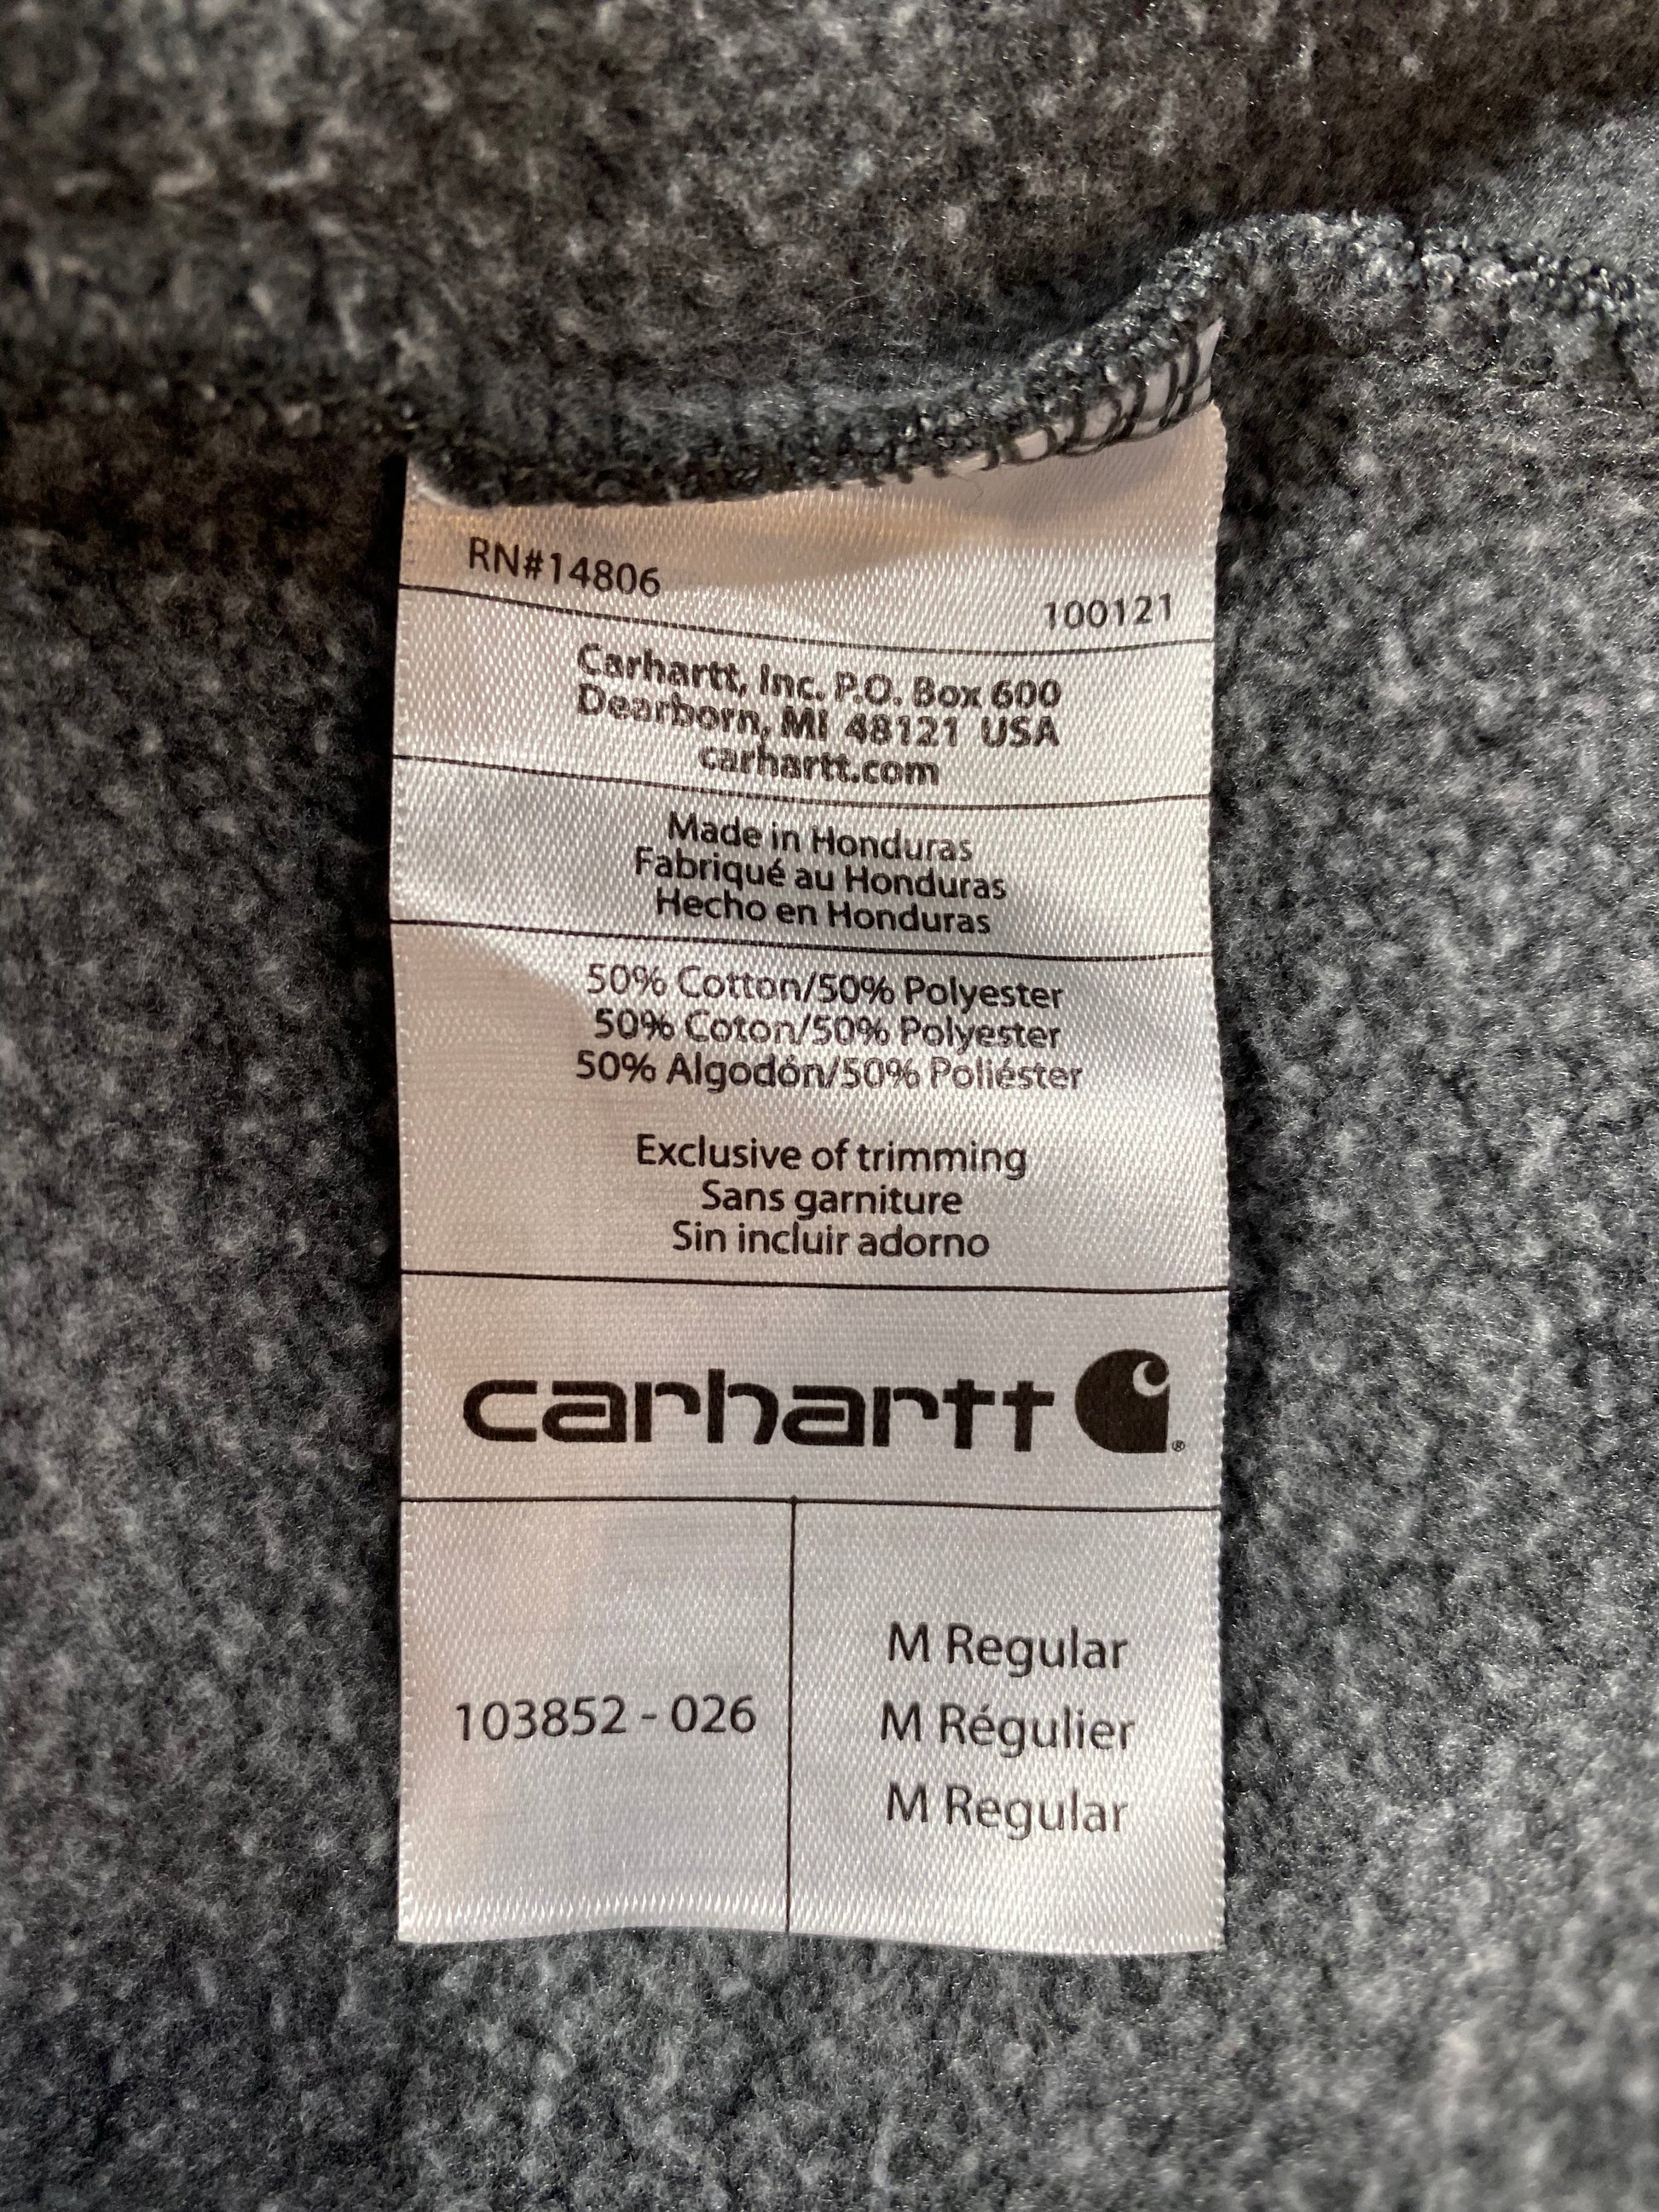 RN#14806
100121
Carhartt, Inc. P.O. Box 600
Dearborn, MI 48121 USA
carhartt.com
Made in Honduras
Fabriqué au Honduras
Hecho en Honduras
50% Cotton/50% Polyester
50% Coton/50% Polyester
50% Algodón/50% Poliéster
Exclusive of trimming
Sans garniture
Sin incluir adorno
carhartt ®
103852 - 026
M Regular
M Régulier
M Regular